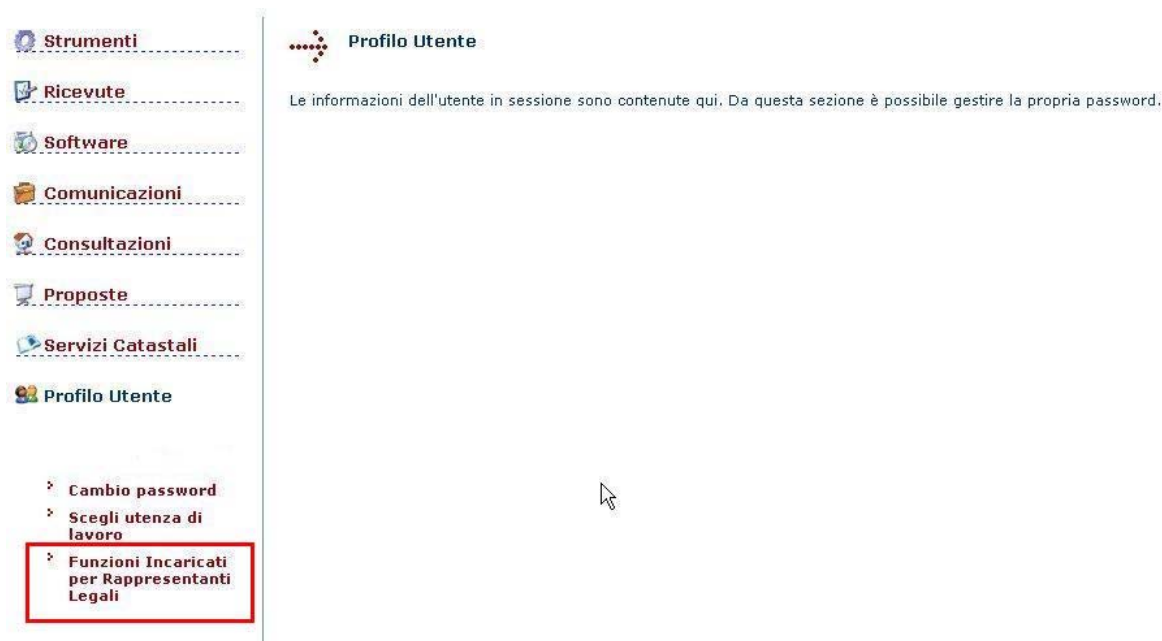 Strumenti
Ricevute
Software
Comunicazioni
Consultazioni
Proposte
Servizi Catastali
Profilo Utente
Cambio password
Scegli utenza di
lavoro
Funzioni Incaricati
per Rappresentanti
Legali
Profilo Utente
Le informazioni dell'utente in sessione sono contenute qui. Da questa sezione è possibile gestire la propria password.